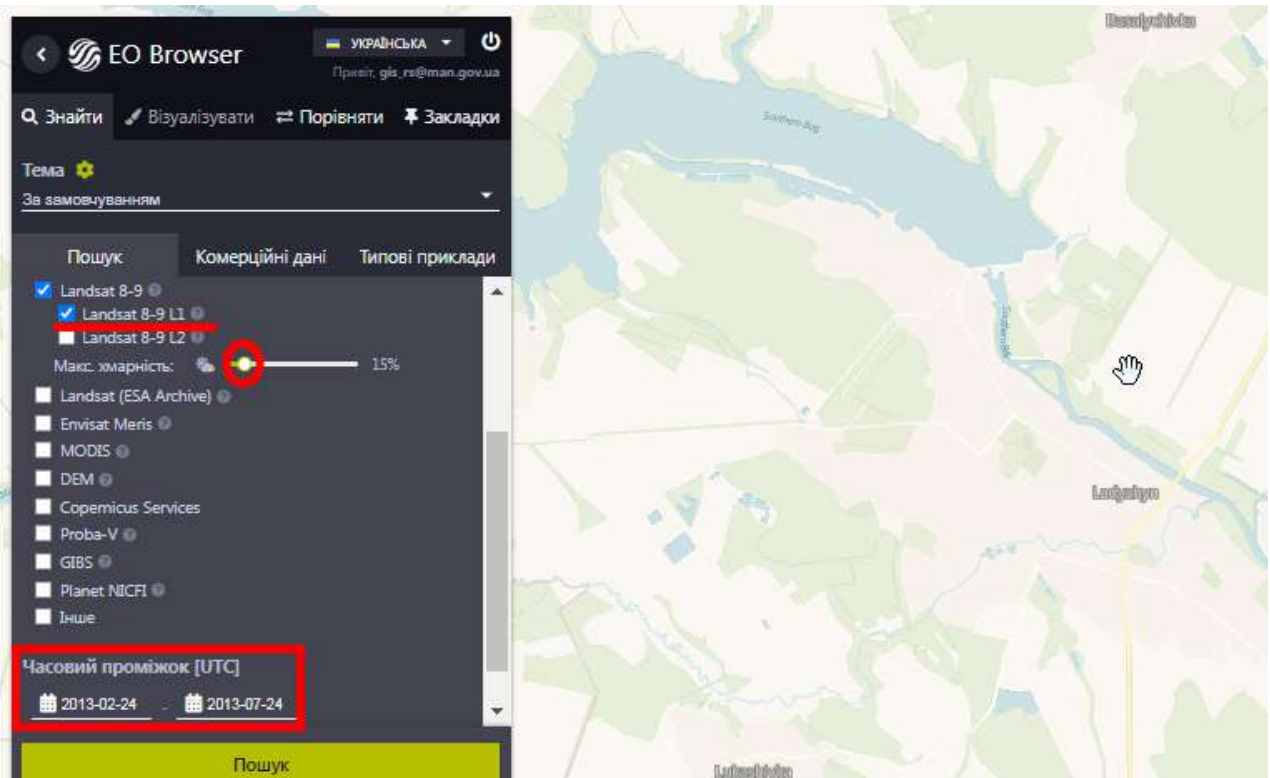 EO Browser
УКРАЇНСЬКА
Привіт, gis_rs@man.gov.ua
Знайти Візуалізувати Порівняти Закладки
Тема
За замовчуванням
Пошук Комерційні дані Типові приклади
Landsat 8-9
Landsat 8-9 L1
Landsat 8-9 L2
Макс. хмарність: 15%
Landsat (ESA Archive)
Envisat Meris
MODIS
DEM
Copernicus Services
Proba-V
GIBS
Planet NICFI
Інше
Часовий проміжок [UTC]
2013-02-24 - 2013-07-24
Пошук
Southern Bug
Southern Bug
Ladyzhyn